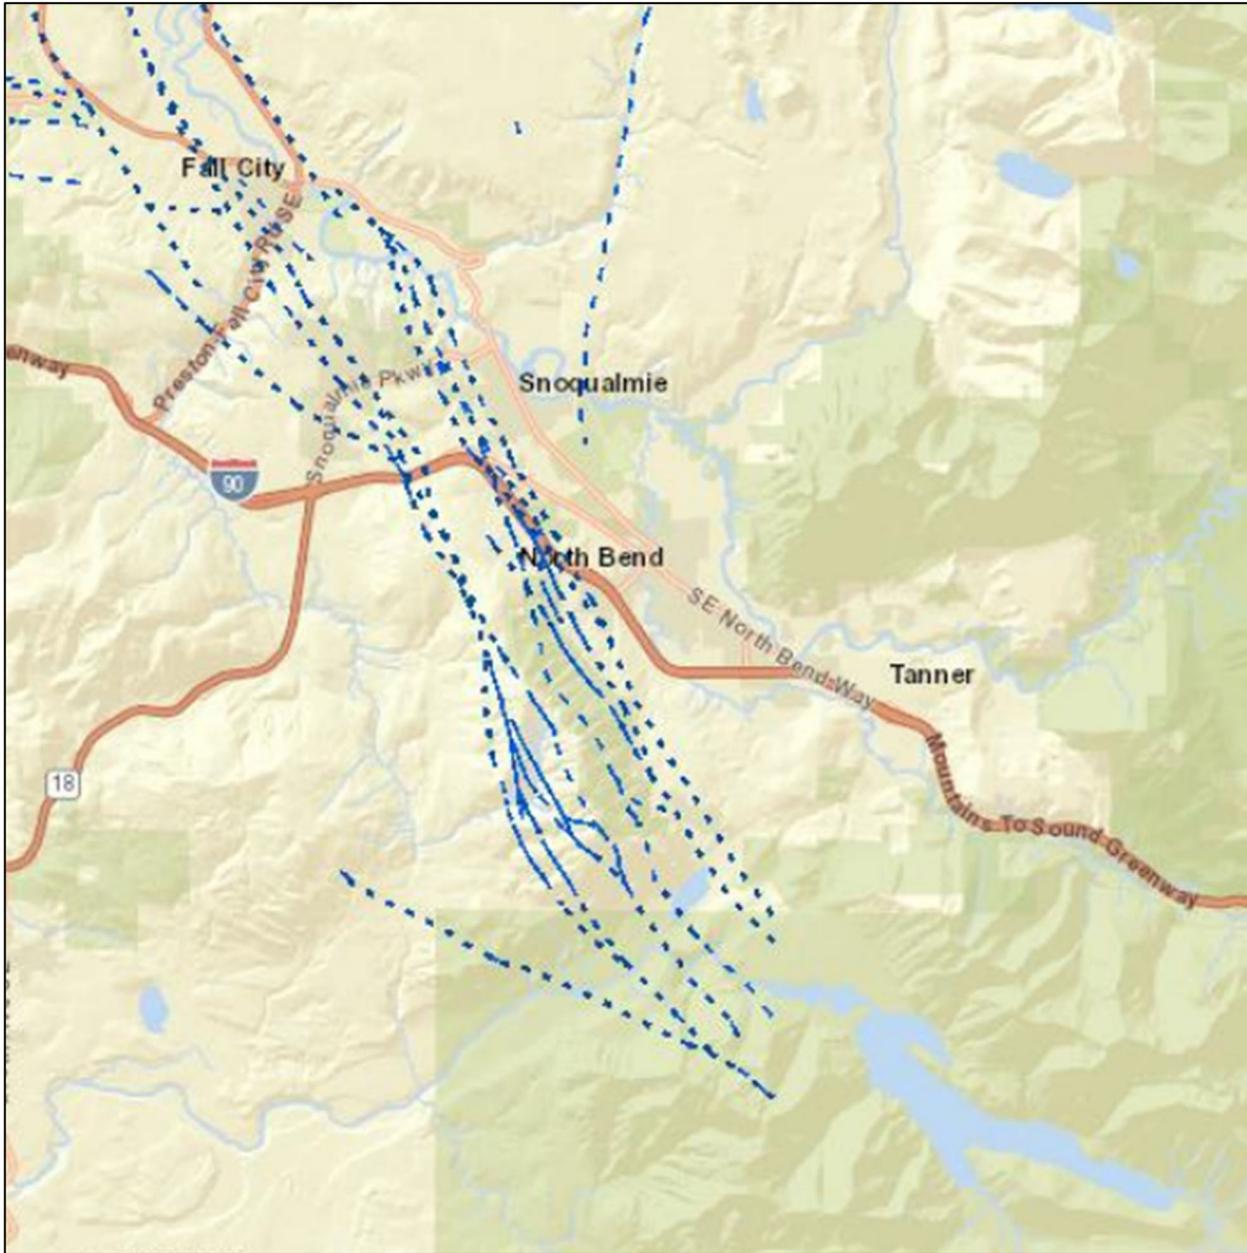 Fall City
Preston-Fall City Rd SE
enway
Snoqualmie Pkwy
Snoqualmie
90
North Bend
SE North Bend Way
Tanner
18
Mountains To Sound Greenway